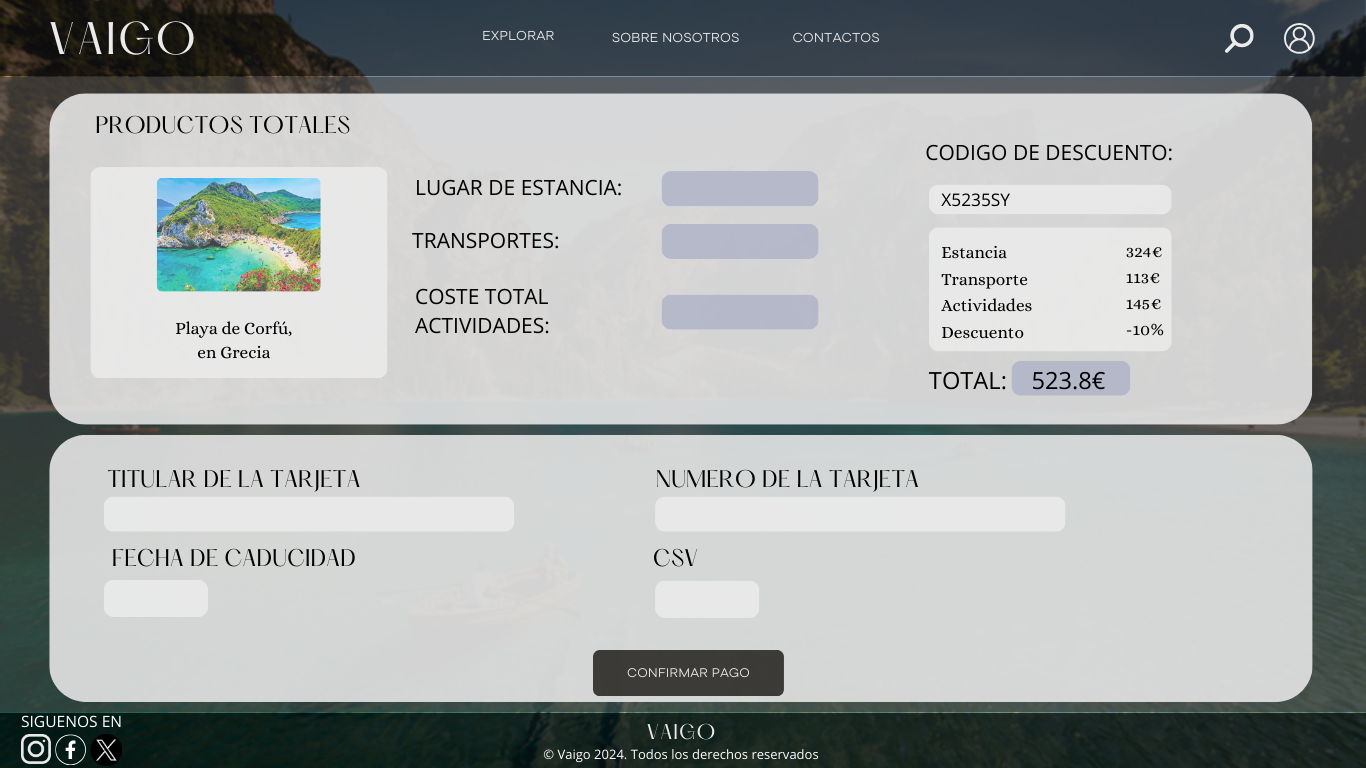 VAIGO
EXPLORAR
SOBRE NOSOTROS
CONTACTOS
PRODUCTOS TOTALES
Playa de Corfú,
en Grecia
LUGAR DE ESTANCIA:
TRANSPORTES:
COSTE TOTAL
ACTIVIDADES:
CODIGO DE DESCUENTO:
X5235SY
Estancia 324€
Transporte 113€
Actividades 145€
Descuento -10%
TOTAL: 523.8€
TITULAR DE LA TARJETA
NUMERO DE LA TARJETA
FECHA DE CADUCIDAD
CSV
CONFIRMAR PAGO
SIGUENOS EN
VAIGO
© Vaigo 2024. Todos los derechos reservados